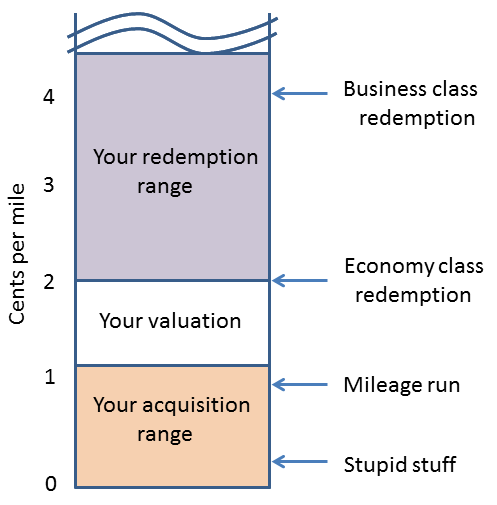 4
Business class
redemption
Your redemption
range
3
Cents per mile
2
Economy class
redemption
Your valuation
1
Mileage run
Your acquisition
range
Stupid stuff
0